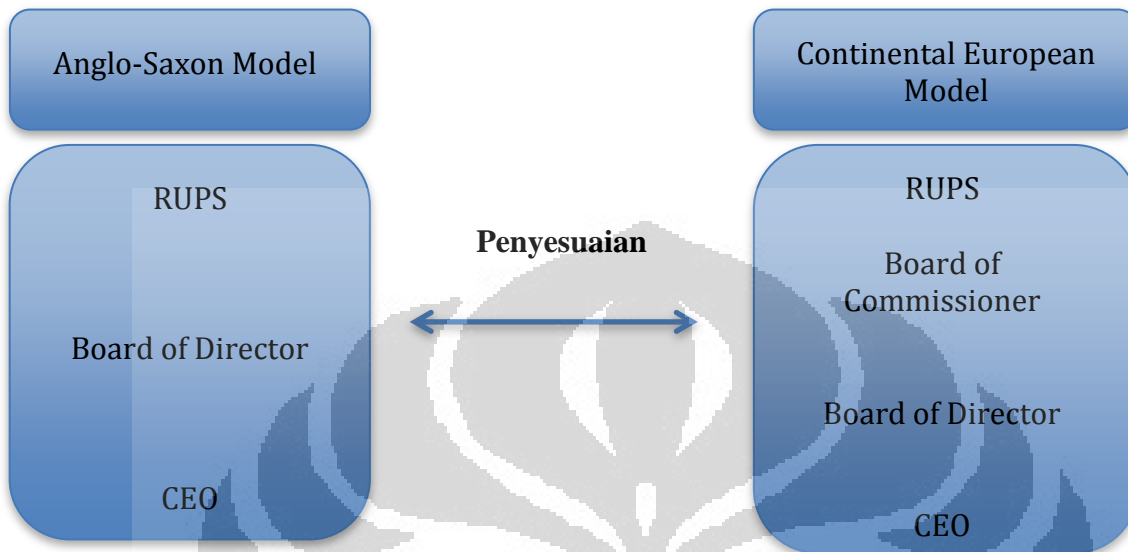 Anglo-Saxon Model
RUPS
Board of Director
CEO
Penyesuaian
Continental European
Model
RUPS
Board of
Commissioner
Board of Director
CEO